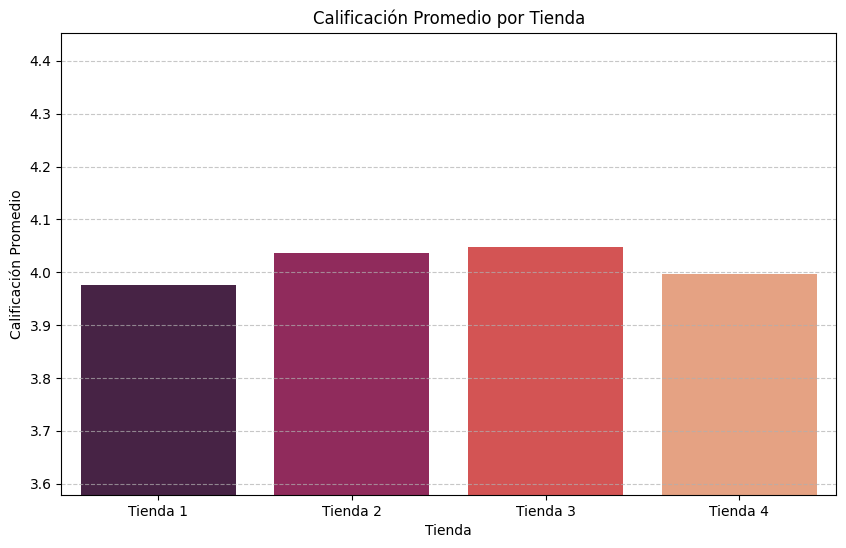 Calificación Promedio por Tienda
Calificación Promedio
4.4
4.3
4.2
4.1
4.0
3.9
3.8
3.7
3.6
Tienda 1 Tienda 2 Tienda 3 Tienda 4
Tienda